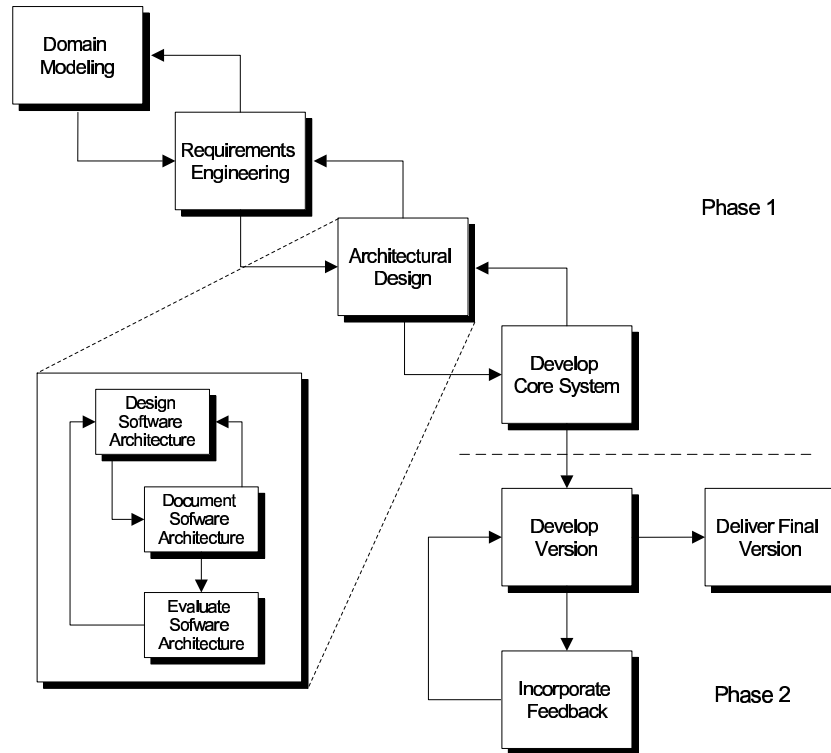 Domain
Modeling
Requirements
Engineering
Phase 1
Architectural
Design
Develop
Core System
Design
Software
Architecture
Document
Sofware
Architecture
Evaluate
Sofware
Architecture
Develop
Version
Deliver Final
Version
Incorporate
Feedback
Phase 2